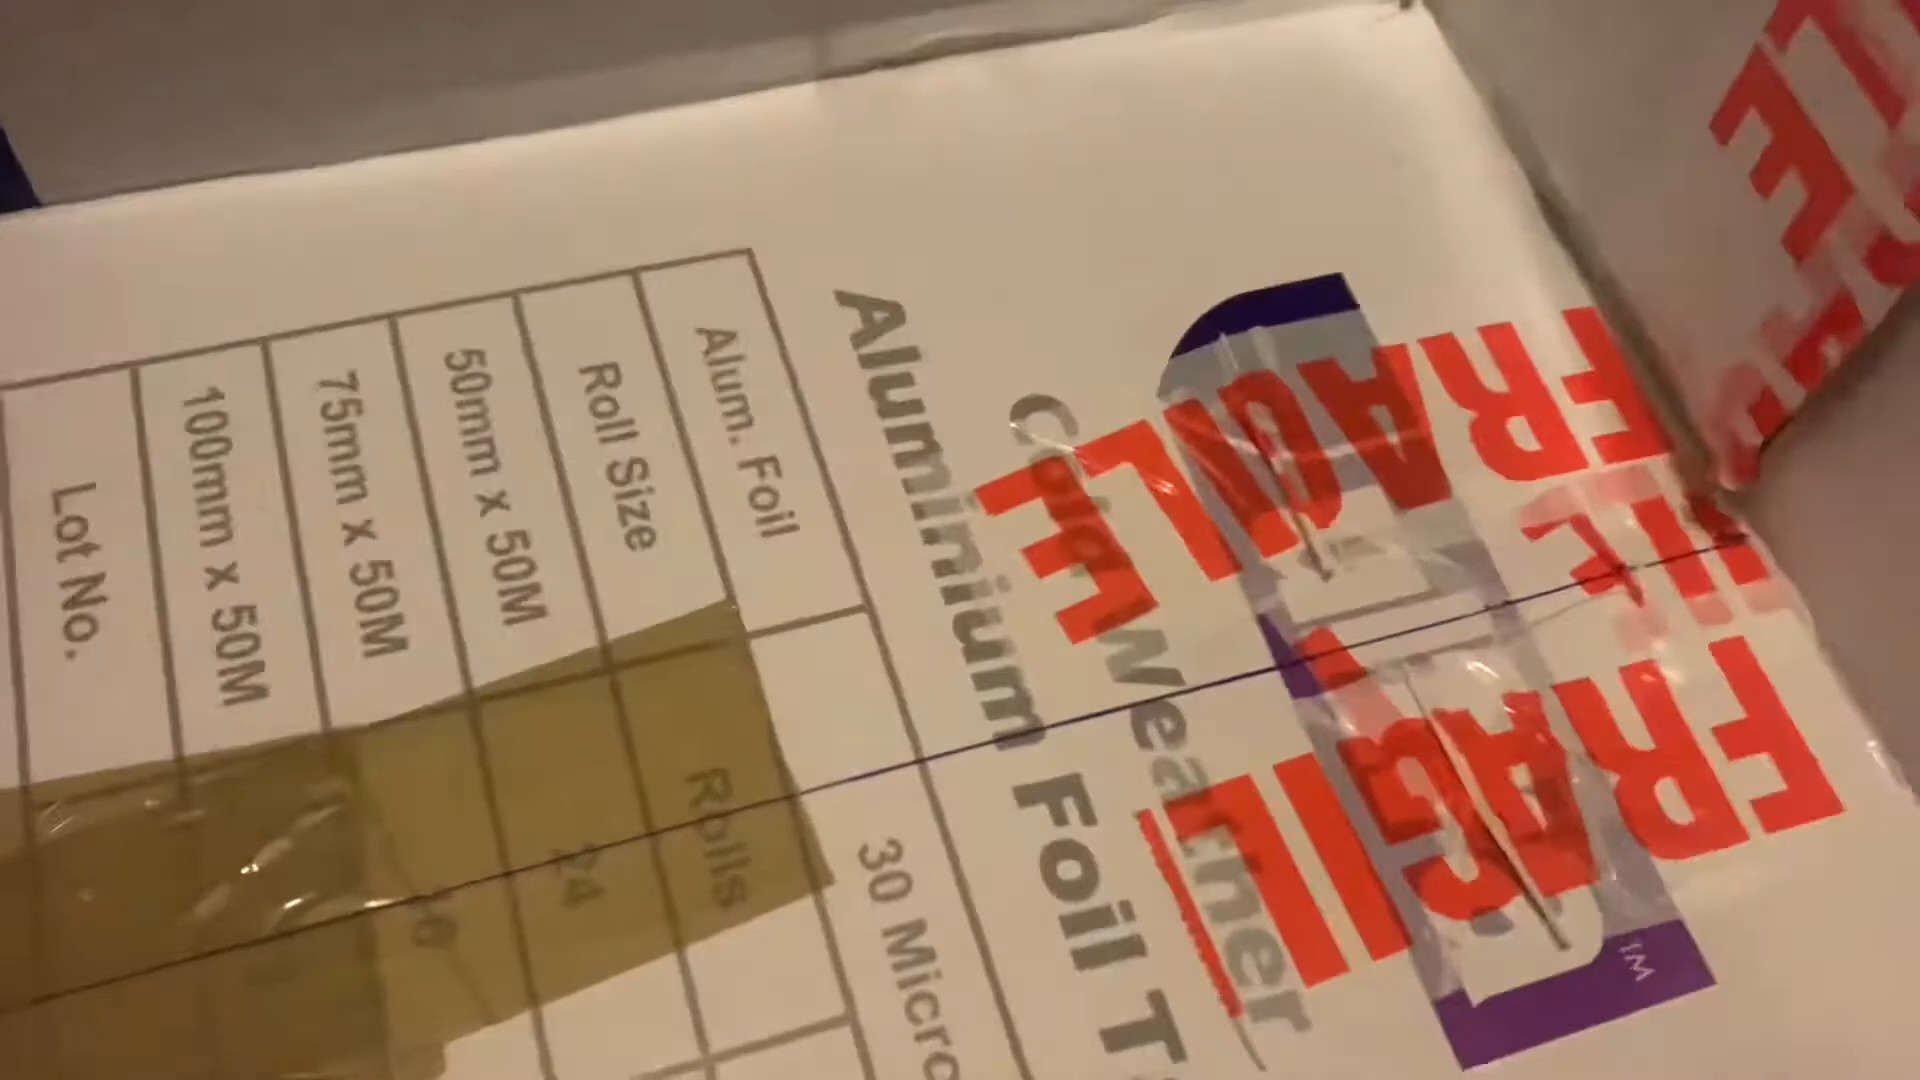 FRAGILE
FRAGILE
FRAGIL
TM
Cold Weather
Aluminium Foil
Alum. Foil
30 Micro
Roll Size
Rolls
50mm x 50M
24
75mm x 50M
100mm x 50M
Lot No.